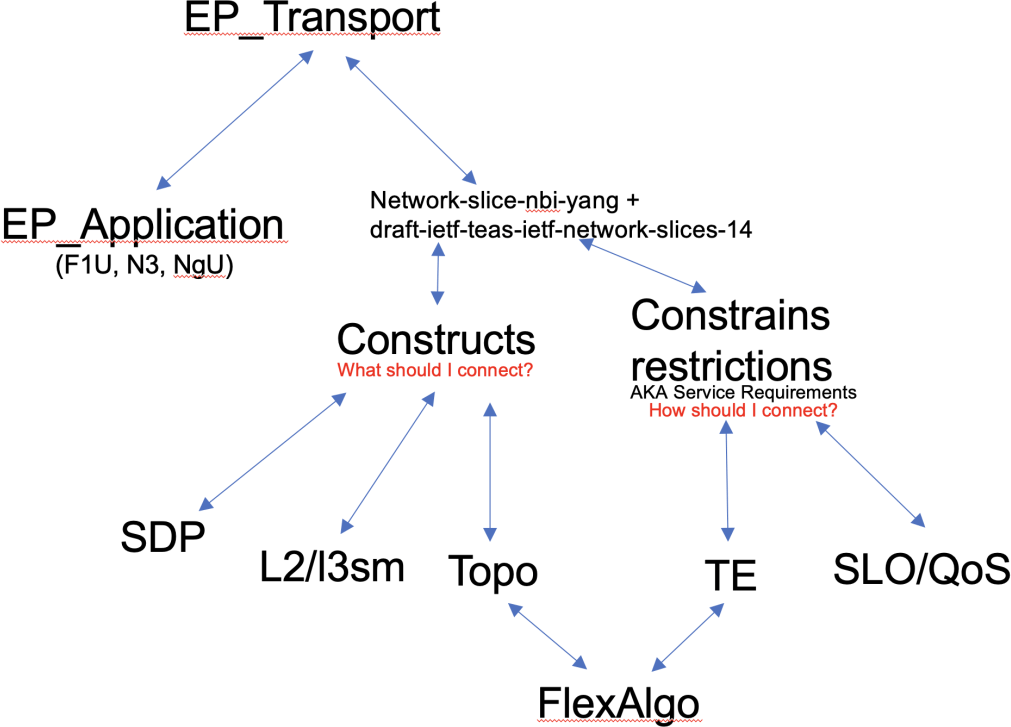 EP_Transport
EP_Application
(F1U, N3, NgU)
Network-slice-nbi-yang +
draft-ietf-teas-ietf-network-slices-14
Constructs
What should I connect?
Constrains
restrictions
AKA Service Requirements
How should I connect?
SDP
L2/l3sm
Topo
TE
SLO/QoS
FlexAlgo